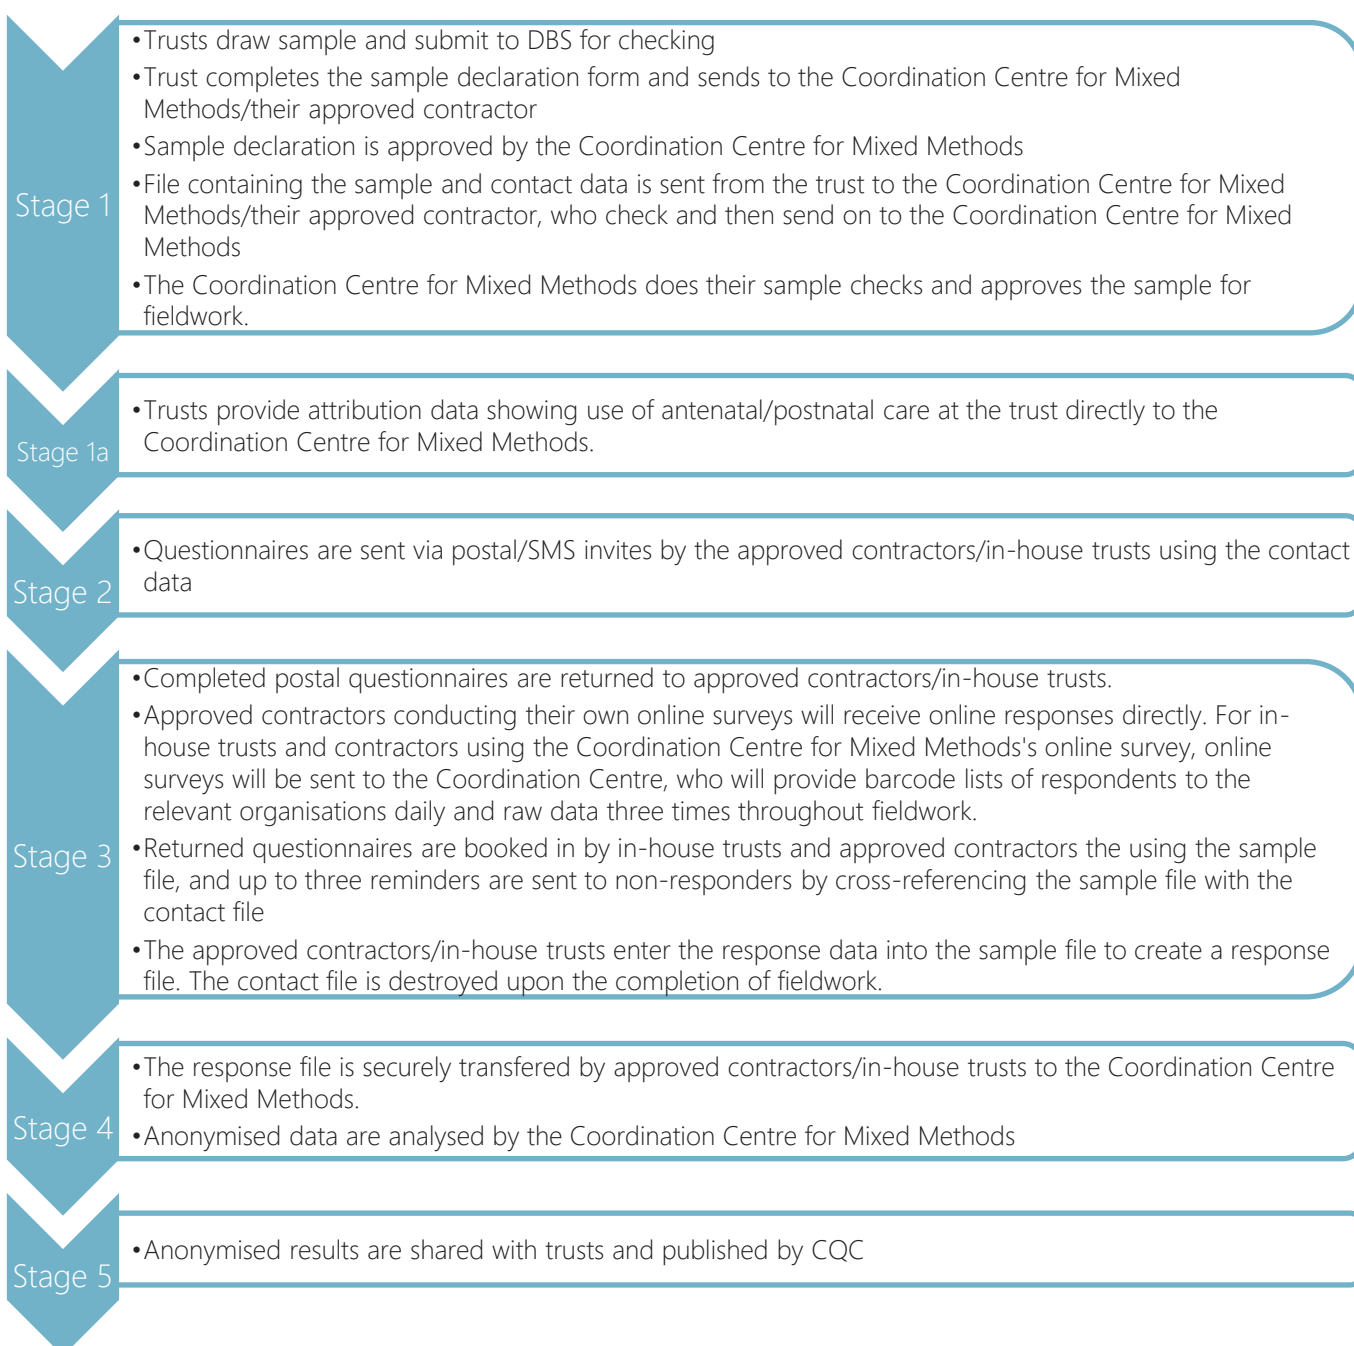 Stage 1
•Trusts draw sample and submit to DBS for checking
•Trust completes the sample declaration form and sends to the Coordination Centre for Mixed
Methods/their approved contractor
•Sample declaration is approved by the Coordination Centre for Mixed Methods
•File containing the sample and contact data is sent from the trust to the Coordination Centre for Mixed
Methods/their approved contractor, who check and then send on to the Coordination Centre for Mixed
Methods
•The Coordination Centre for Mixed Methods does their sample checks and approves the sample for
fieldwork.
Stage 1a
•Trusts provide attribution data showing use of antenatal/postnatal care at the trust directly to the
Coordination Centre for Mixed Methods.
Stage 2
•Questionnaires are sent via postal/SMS invites by the approved contractors/in-house trusts using the contact
data
Stage 3
•Completed postal questionnaires are returned to approved contractors/in-house trusts.
•Approved contractors conducting their own online surveys will receive online responses directly. For in-
house trusts and contractors using the Coordination Centre for Mixed Methods's online survey, online
surveys will be sent to the Coordination Centre, who will provide barcode lists of respondents to the
relevant organisations daily and raw data three times throughout fieldwork.
•Returned questionnaires are booked in by in-house trusts and approved contractors the using the sample
file, and up to three reminders are sent to non-responders by cross-referencing the sample file with the
contact file
•The approved contractors/in-house trusts enter the response data into the sample file to create a response
file. The contact file is destroyed upon the completion of fieldwork.
Stage 4
•The response file is securely transfered by approved contractors/in-house trusts to the Coordination Centre
for Mixed Methods.
•Anonymised data are analysed by the Coordination Centre for Mixed Methods
Stage 5
•Anonymised results are shared with trusts and published by CQC